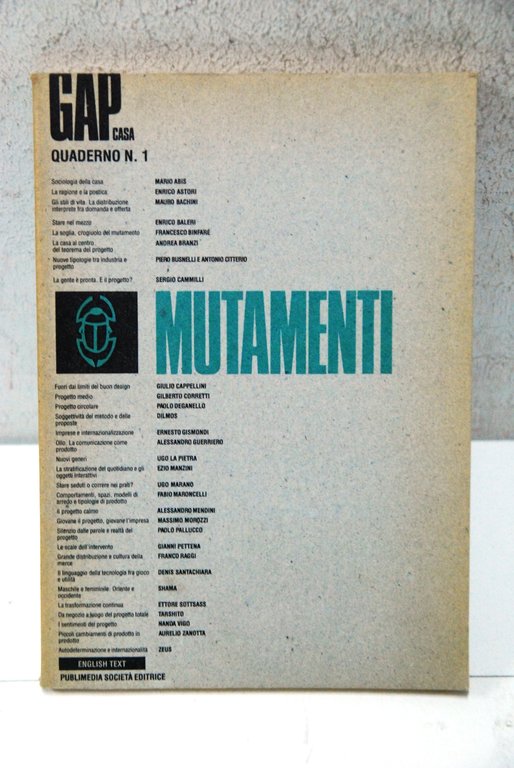 GAP CASA
QUADERNO N. 1
Sociologia della casa MARIO ABIS
La ragione e la poetica ENRICO ASTORI
Gli stili di vita. La distribuzione MAURO BACHINI
interprete fra domanda e offerta
Stare nel mezzo ENRICO BALERI
La soglia, crogiuolo del mutamento FRANCESCO BINFARE
La casa al centro ANDREA BRANZI
del teorema del progetto
Nuove tipologie tra industria e PIERO BUSNELLI E ANTONIO CITTERIO
progetto
La gente è pronta. E il progetto? SERGIO CAMMILLI
MUTAMENTI
Fuori dai limiti del buon design GIULIO CAPPELLINI
Progetto medio GILBERTO CORRETTI
Progetto circolare PAOLO DEGANELLO
Soggettività del metodo e delle DILMOS
proposte
Imprese e internazionalizzazione ERNESTO GISMONDI
Ollo. La comunicazione come ALESSANDRO GUERRIERO
prodotto
Nuovi generi UGO LA PIETRA
La stratificazione del quotidiano e gli EZIO MANZINI
oggetti interattivi
Stare seduti o correre nei prati? UGO MARANO
Comportamenti, spazi, modelli di FABIO MARONCELLI
arredo e tipologie di prodotto
Il progetto calmo ALESSANDRO MENDINI
Giovane il progetto, giovane l'impresa MASSIMO MOROZZI
Silenzio dalle parole e realtà del PAOLO PALLUCCO
progetto
Le scale dell'intervento GIANNI PETTENA
Grande distribuzione e cultura della FRANCO RAGGI
merce
Il linguaggio della tecnologia fra gioco DENIS SANTACHIARA
e utilità
Maschile e femminile. Oriente e SHAMA
occidente
La trasformazione continua ETTORE SOTTSASS
Da negozio a luogo del progetto totale TARSHITO
I sentimenti del progetto NANDA VIGO
Piccoli cambiamenti di prodotto in AURELIO ZANOTTA
prodotto
Autodeterminazione e internazionalità ZEUS
ENGLISH TEXT
PUBLIMEDIA SOCIETÀ EDITRICE